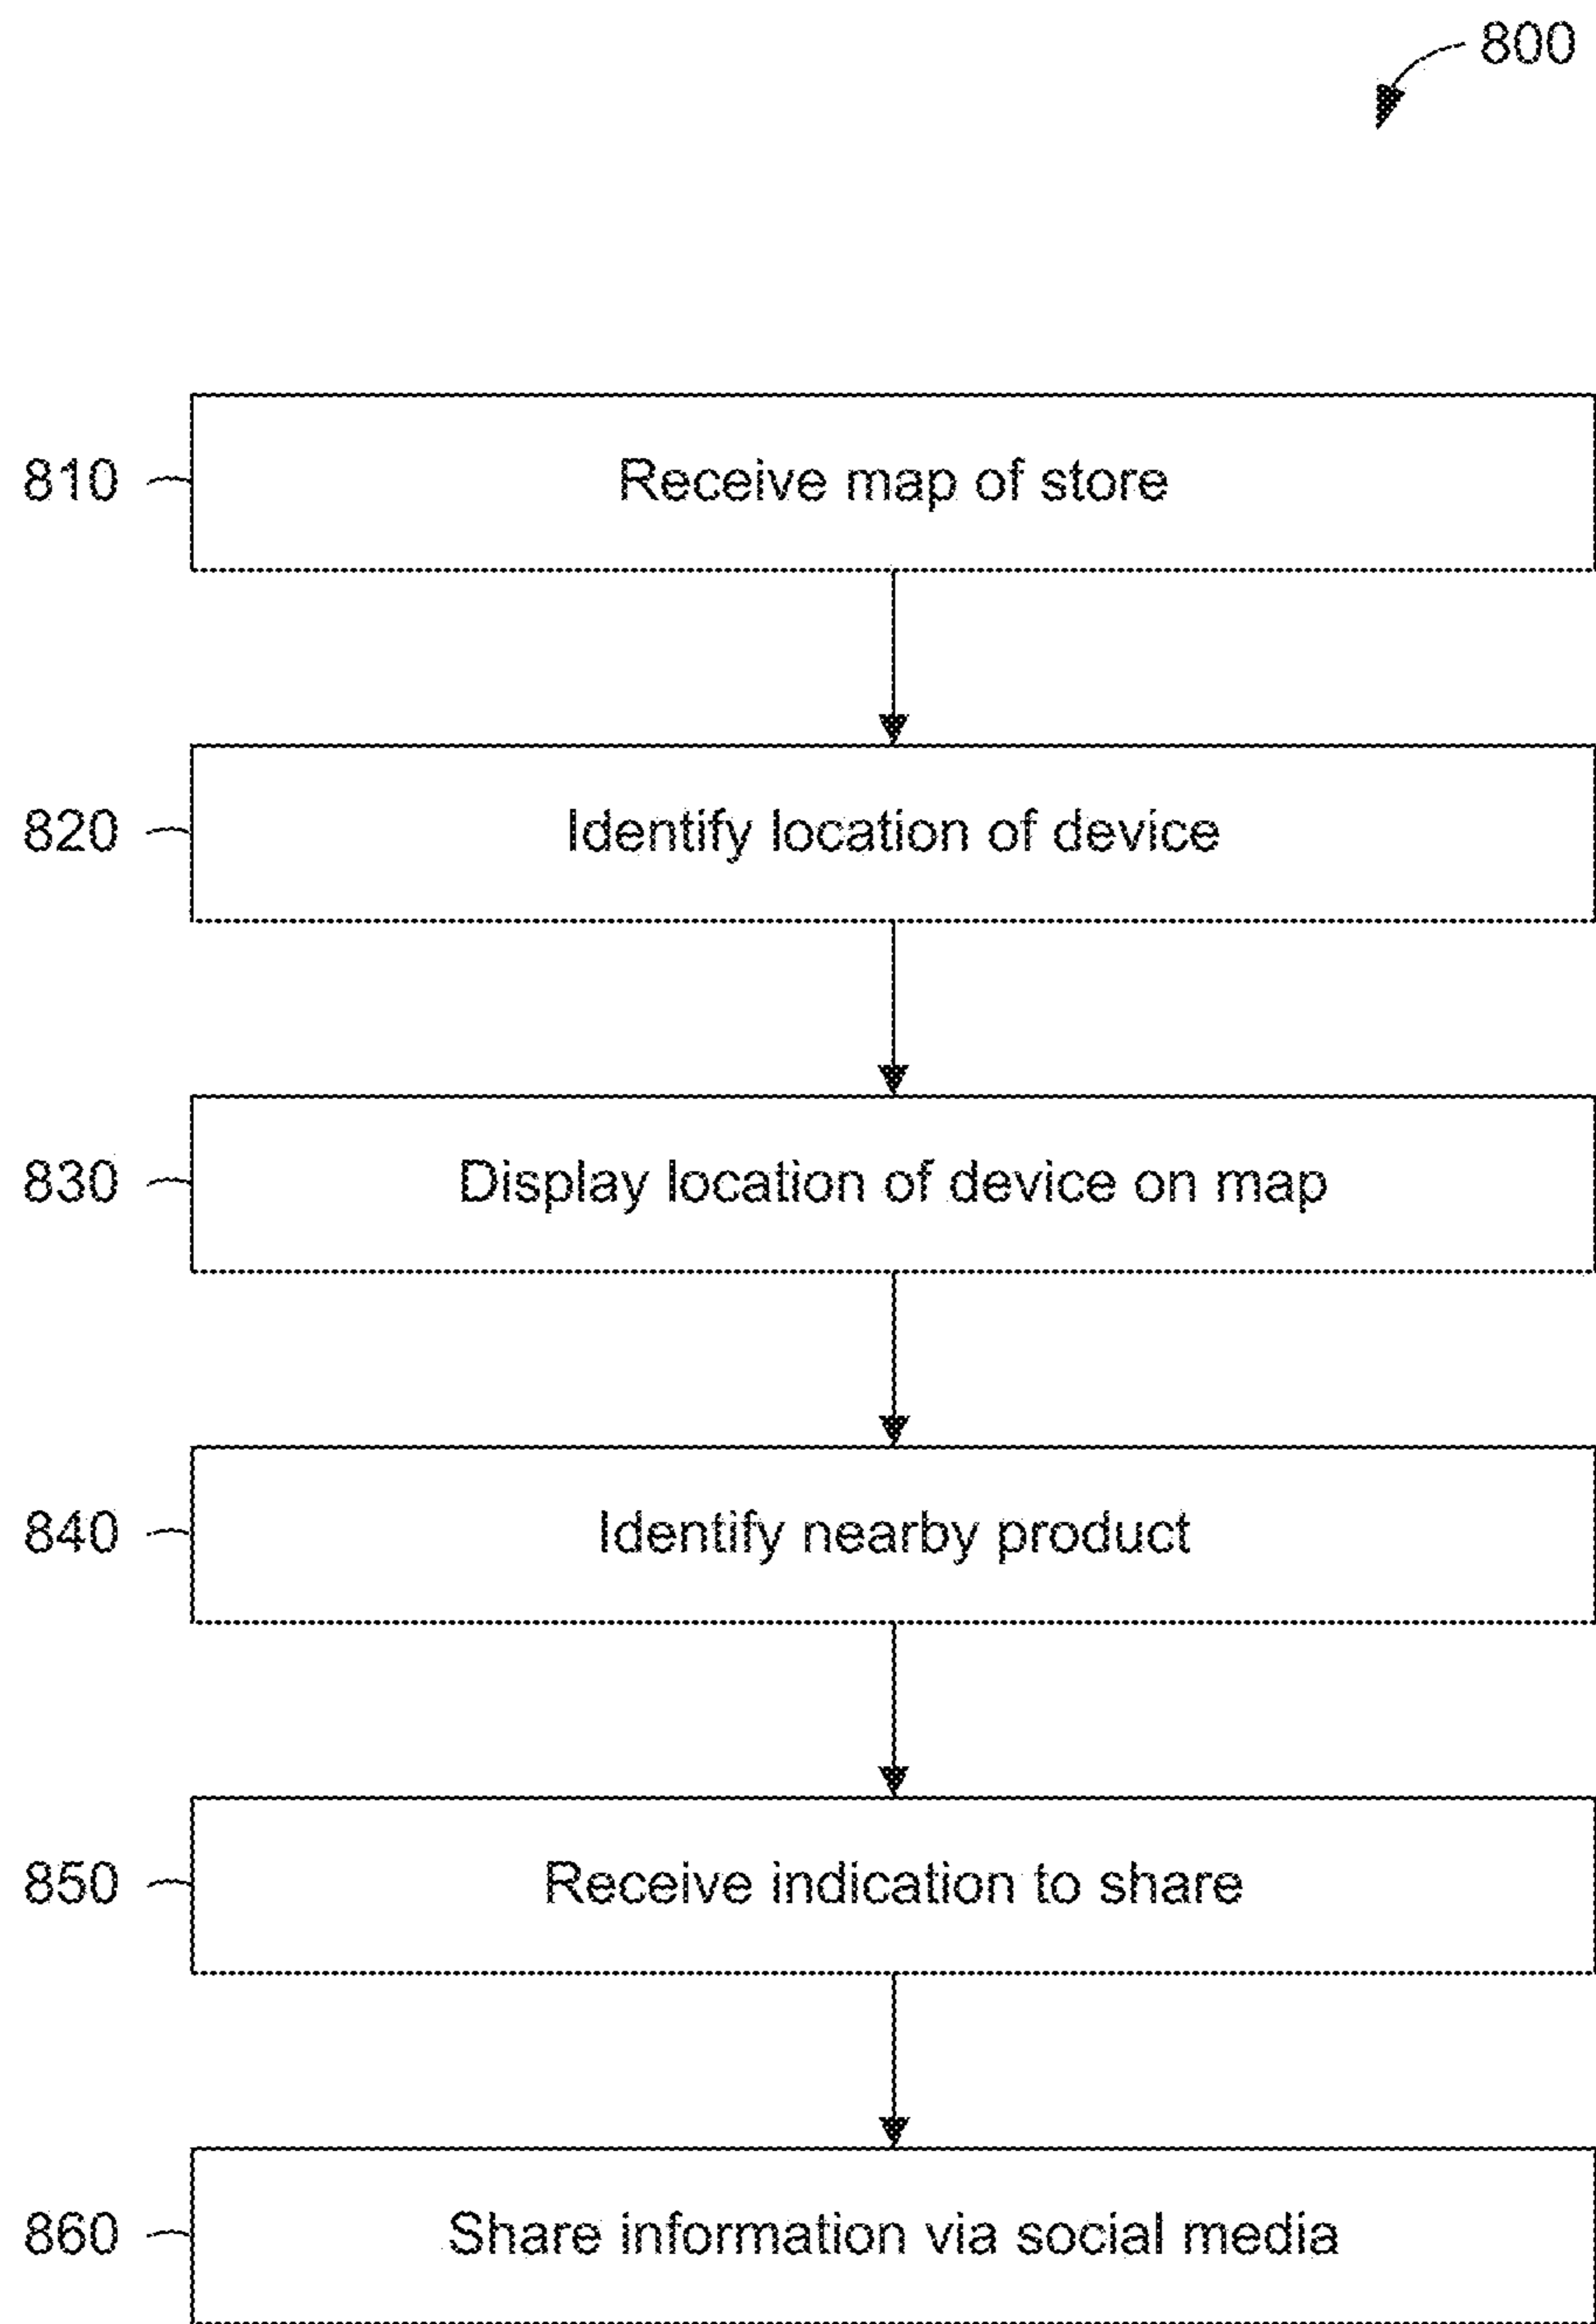 800
810 Receive map of store
820 Identify location of device
830 Display location of device on map
840 Identify nearby product
850 Receive indication to share
860 Share information via social media